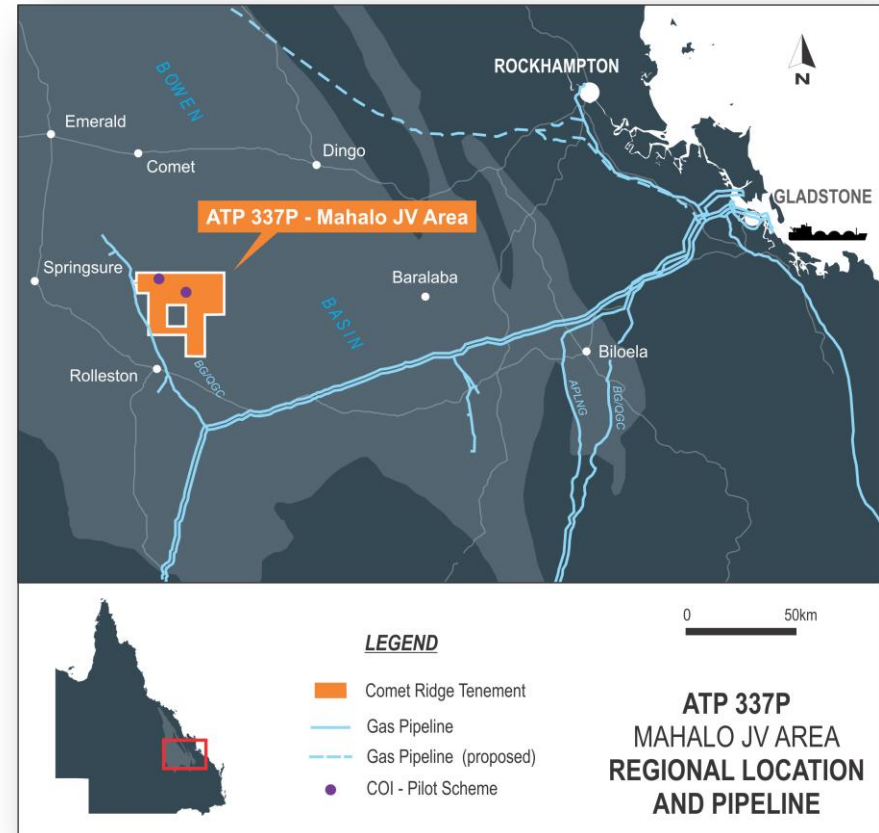 ROCKHAMPTON
N
BOWEN
Emerald
Comet
Dingo
GLADSTONE
ATP 337P - Mahalo JV Area
Springsure
Baralaba
BASIN
Biloela
Rolleston
BG/QGC
APLNG
BG/QGC
0 50km
LEGEND
Comet Ridge Tenement
Gas Pipeline
Gas Pipeline (proposed)
COI - Pilot Scheme
ATP 337P
MAHALO JV AREA
REGIONAL LOCATION
AND PIPELINE